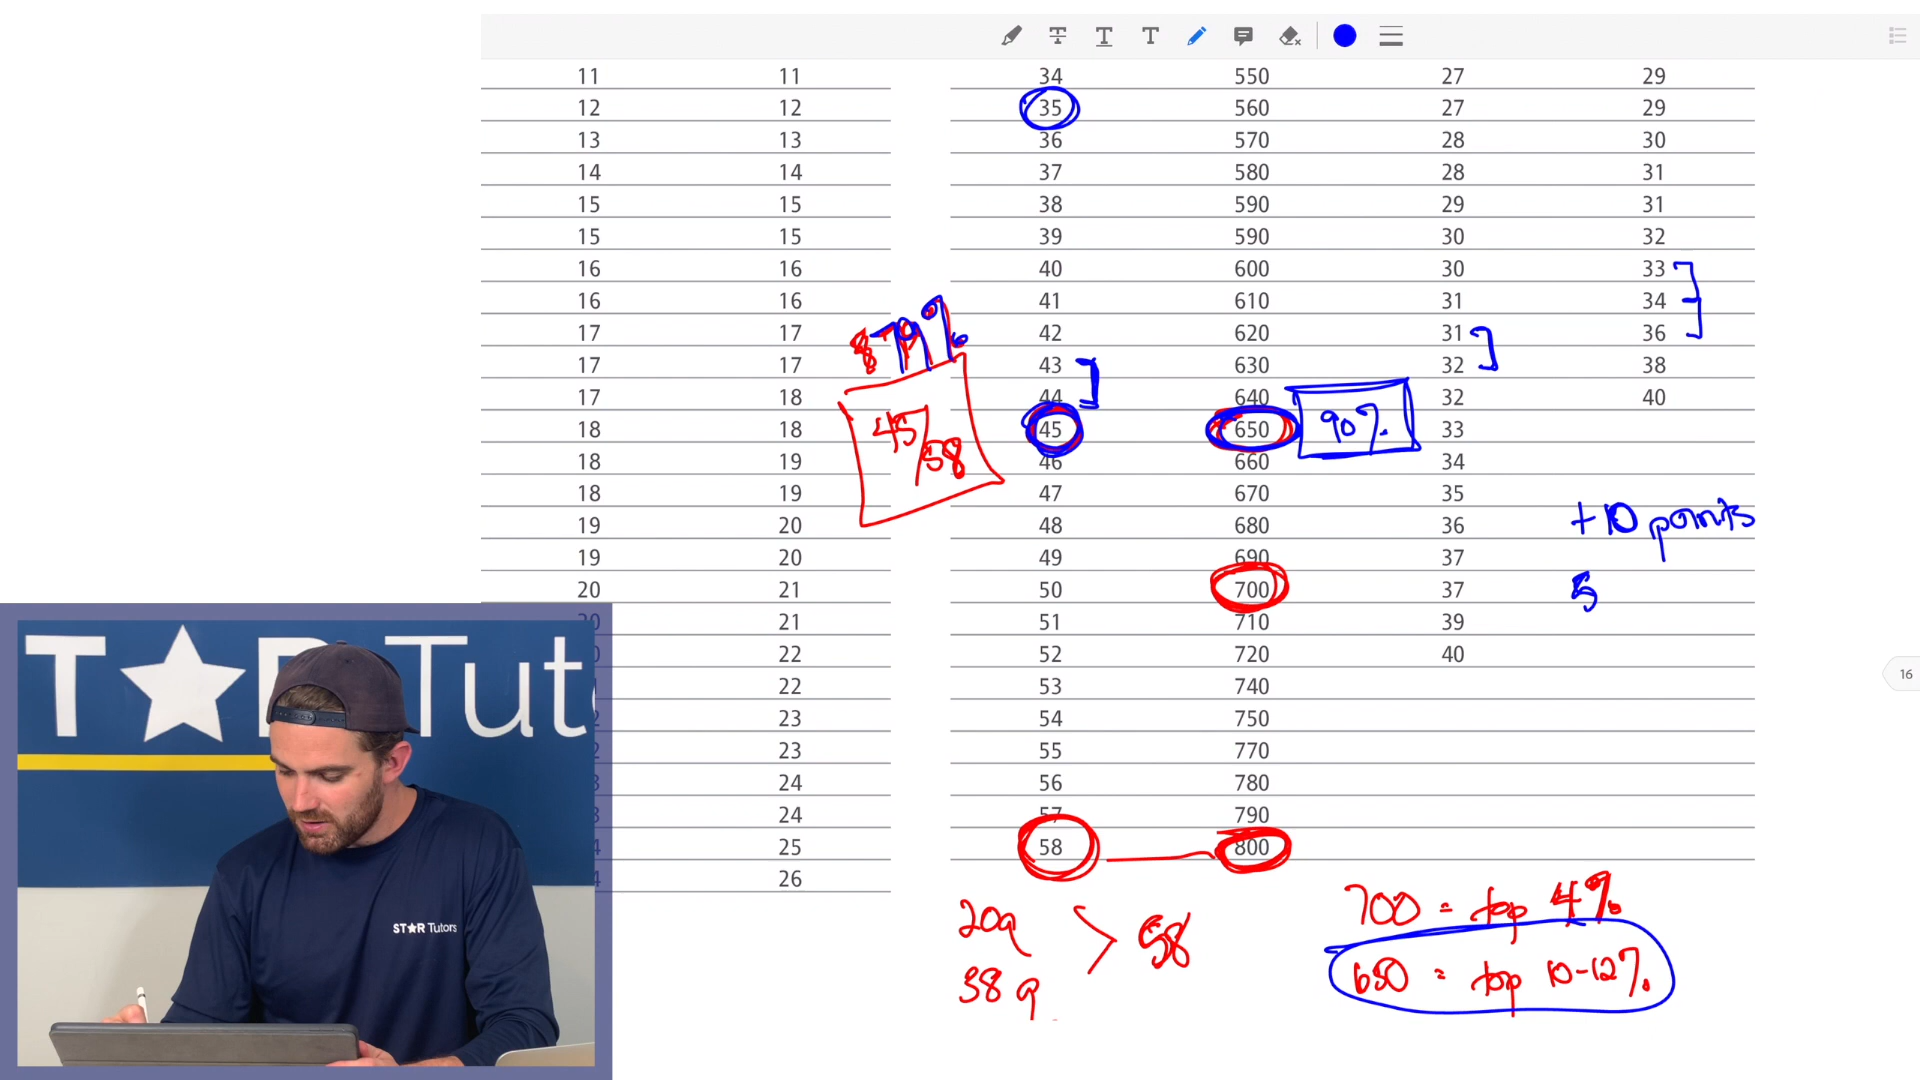 11 11 34 550 27 29
12 12 35 560 27 29
13 13 36 570 28 30
14 14 37 580 28 31
15 15 38 590 29 31
15 15 39 590 30 32
16 16 40 600 30 33
16 16 41 610 31 34
17 17 42 620 31 36
17 17 43 630 32 38
17 18 44 640 32 40
18 18 45 650 90% 33
45/58
18 19 46 660 34
18 19 47 670 35
19 20 48 680 36
+10 points
19 20 49 690 37
20 21 50 700 37
5
21 51 710 39
22 52 720 40
22 53 740
23 54 750
23 55 770
24 56 780
24 57 790
25 58 800
26
20q
38q
> 58
700 = top 4%
650 = top 10-12%
T★R Tut
ST★R Tutors
16